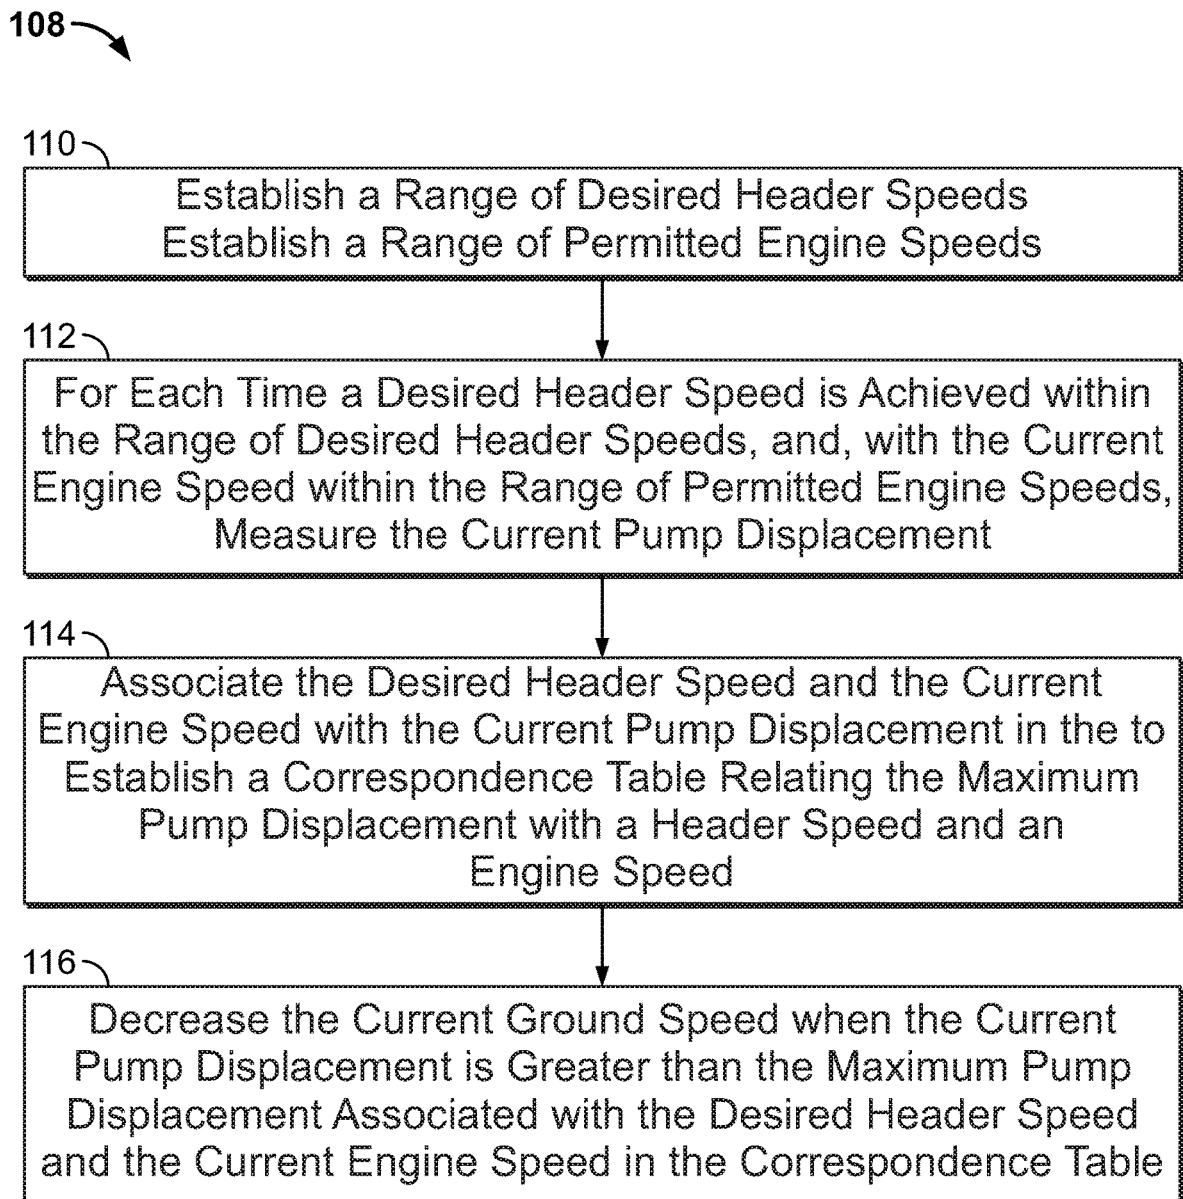 108
110
Establish a Range of Desired Header Speeds
Establish a Range of Permitted Engine Speeds
112
For Each Time a Desired Header Speed is Achieved within
the Range of Desired Header Speeds, and, with the Current
Engine Speed within the Range of Permitted Engine Speeds,
Measure the Current Pump Displacement
114
Associate the Desired Header Speed and the Current
Engine Speed with the Current Pump Displacement in the to
Establish a Correspondence Table Relating the Maximum
Pump Displacement with a Header Speed and an
Engine Speed
116
Decrease the Current Ground Speed when the Current
Pump Displacement is Greater than the Maximum Pump
Displacement Associated with the Desired Header Speed
and the Current Engine Speed in the Correspondence Table